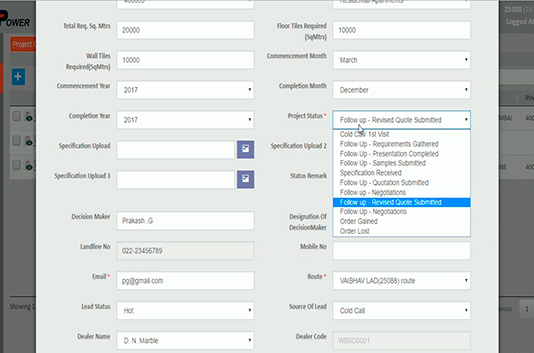 400000 Residential Apartments
Power 25088 (TIL
Logged A
Total Req. Sq. Mtrs 20000 Floor Tiles Required (SqMtrs) 10000
Project D
Wall Tiles Required(SqMtrs) 10000 Commencement Month March
Commencement Year 2017 Completion Month December
Completion Year 2017 Project Status * Follow up - Revised Quote Submitted
Cold Call 1st Visit
Follow Up - Requirements Gathered
Follow Up - Presentation Completed
Follow Up - Samples Submitted
Specification Received
Follow Up - Quotation Submitted
Follow Up - Negotiations
Follow up - Revised Quote Submitted
Follow Up - Negotiations
Order Gained
Order Lost
Specification Upload Specification Upload 2
Specification Upload 3 Status Remark
Decision Maker Prakash .G Designation Of DecisionMaker
Landline No 022-23456789 Mobile No
Email * pg@gmail.com Route * VAIBHAV LAD(25088) route
Showing 1
Lead Status Hot Source Of Lead Cold Call
Dealer Name D. N. Marble Dealer Code WBRD0001
Pin
MBAI 400
NE 400
vious 1